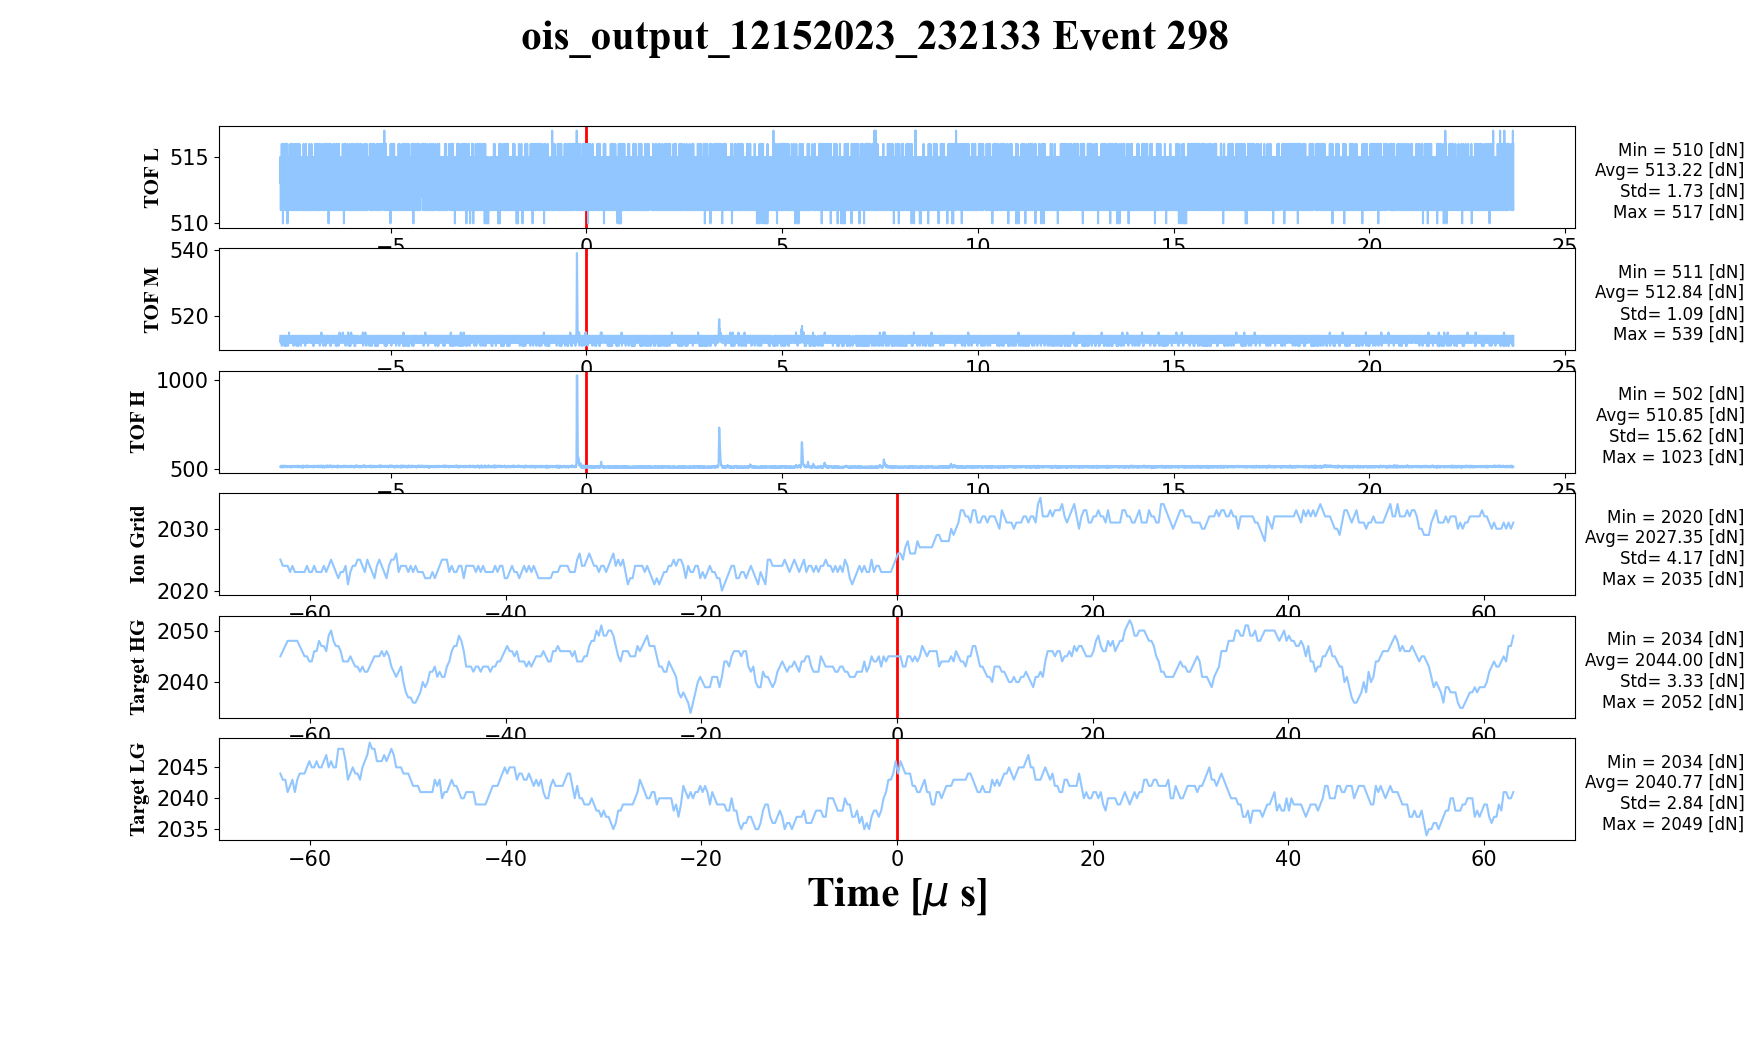 ois_output_12152023_232133 Event 298
TOF L
515
510
−5
0
5
10
15
20
25
Min = 510 [dN]
Avg= 513.22 [dN]
Std= 1.73 [dN]
Max = 517 [dN]
TOF M
540
520
−5
0
5
10
15
20
25
Min = 511 [dN]
Avg= 512.84 [dN]
Std= 1.09 [dN]
Max = 539 [dN]
TOF H
1000
500
−5
0
5
10
15
20
25
Min = 502 [dN]
Avg= 510.85 [dN]
Std= 15.62 [dN]
Max = 1023 [dN]
Ion Grid
2030
2020
−60
−40
−20
0
20
40
60
Min = 2020 [dN]
Avg= 2027.35 [dN]
Std= 4.17 [dN]
Max = 2035 [dN]
Target HG
2050
2040
−60
−40
−20
0
20
40
60
Min = 2034 [dN]
Avg= 2044.00 [dN]
Std= 3.33 [dN]
Max = 2052 [dN]
Target LG
2045
2040
2035
−60
−40
−20
0
20
40
60
Min = 2034 [dN]
Avg= 2040.77 [dN]
Std= 2.84 [dN]
Max = 2049 [dN]
Time [μ s]